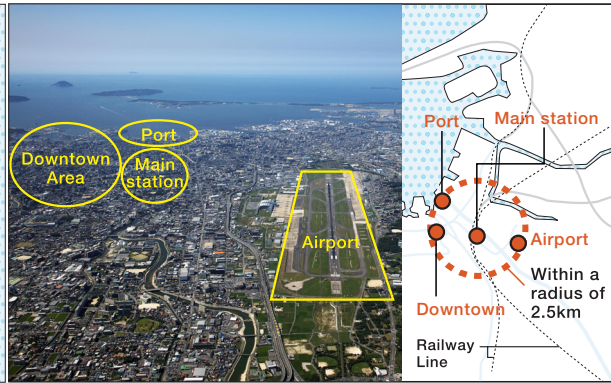 Downtown
Area
Port
Main
station
Airport
Port
Main station
Airport
Downtown
Within a
radius of
2.5km
Railway
Line